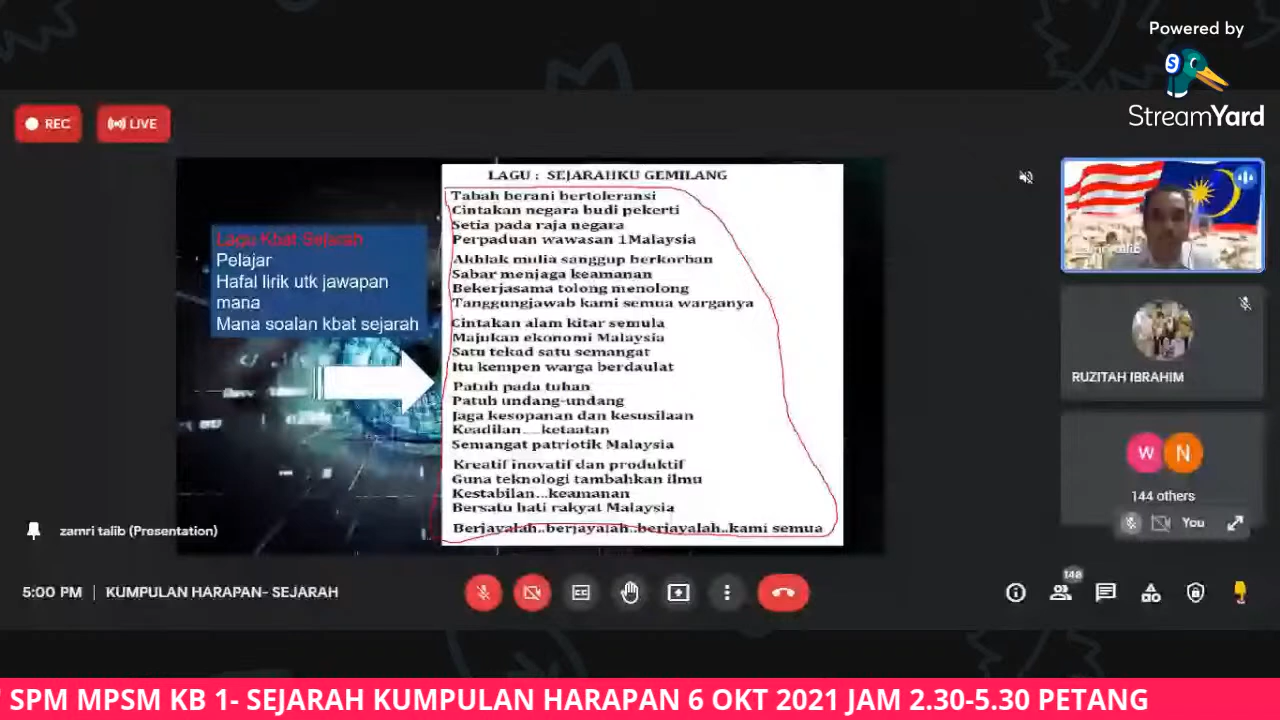 Powered by
StreamYard
REC
LIVE
LAGU : SEJARAHKU GEMILANG
Tabah berani bertoleransi
Cintakan negara budi pekerti
Setia pada raja negara
Perpaduan wawasan 1Malaysia
Akhlak mulia sanggup berkorban
Sabar menjaga keamanan
Bekerjasama tolong menolong
Tanggungjawab kami semua warganya
Cintakan alam kitar semula
Majukan ekonomi Malaysia
Satu tekad satu semangat
Itu kempen warga berdaulat
Patuh pada tuhan
Patuh undang-undang
Jaga kesopanan dan kesusilaan
Keadilan....ketaatan
Semangat patriotik Malaysia
Kreatif inovatif dan produktif
Guna teknologi tambahkan ilmu
Kestabilan...keamanan
Bersatu hati rakyat Malaysia
Berjayalah..berjayalah..berjayalah..kami semua
Lagu Kbat Sejarah
Pelajar
Hafal lirik utk jawapan
mana
Mana soalan kbat sejarah
RUZITAH IBRAHIM
W
N
144 others
You
zamri talib (Presentation)
5:00 PM | KUMPULAN HARAPAN- SEJARAH
148
SPM MPSM KB 1- SEJARAH KUMPULAN HARAPAN 6 OKT 2021 JAM 2.30-5.30 PETANG